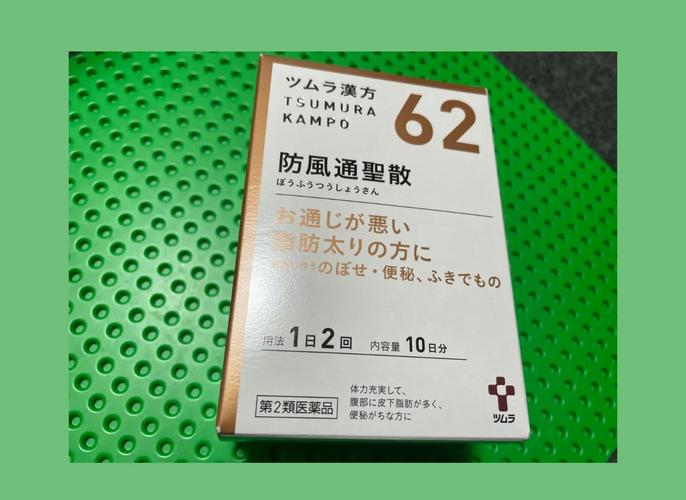 ツムラ漢方
TSUMURA
KAMPO
62
防風通聖散
ぼうふうつうしょうさん
お通じが悪い
脂肪太りの方に
のぼせ・便秘、ふきでもの
用法 1日2回 内容量 10日分
第2類医薬品
体力充実して、
腹部に皮下脂肪が多く、
便秘がちな方に
ツムラ